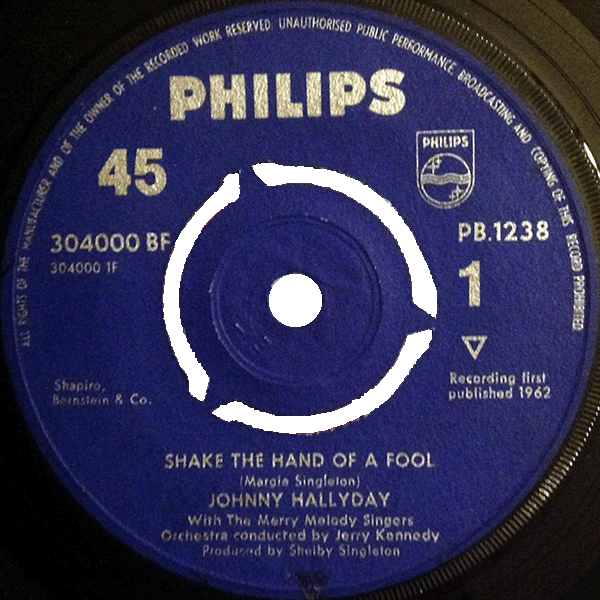 ALL RIGHTS OF THE MANUFACTURER AND OF THE OWNER OF THE RECORDED WORK RESERVED. UNAUTHORISED PUBLIC PERFORMANCE, BROADCASTING AND COPYING OF THIS RECORD PROHIBITED
PHILIPS
45
PHILIPS
304000 BF
PB.1238
304000 1F
1
Shapiro,
Bernstein & Co.
Recording first
published 1962
SHAKE THE HAND OF A FOOL
(Margie Singleton)
JOHNNY HALLYDAY
With The Merry Melody Singers
Orchestra conducted by Jerry Kennedy
Produced by Shelby Singleton